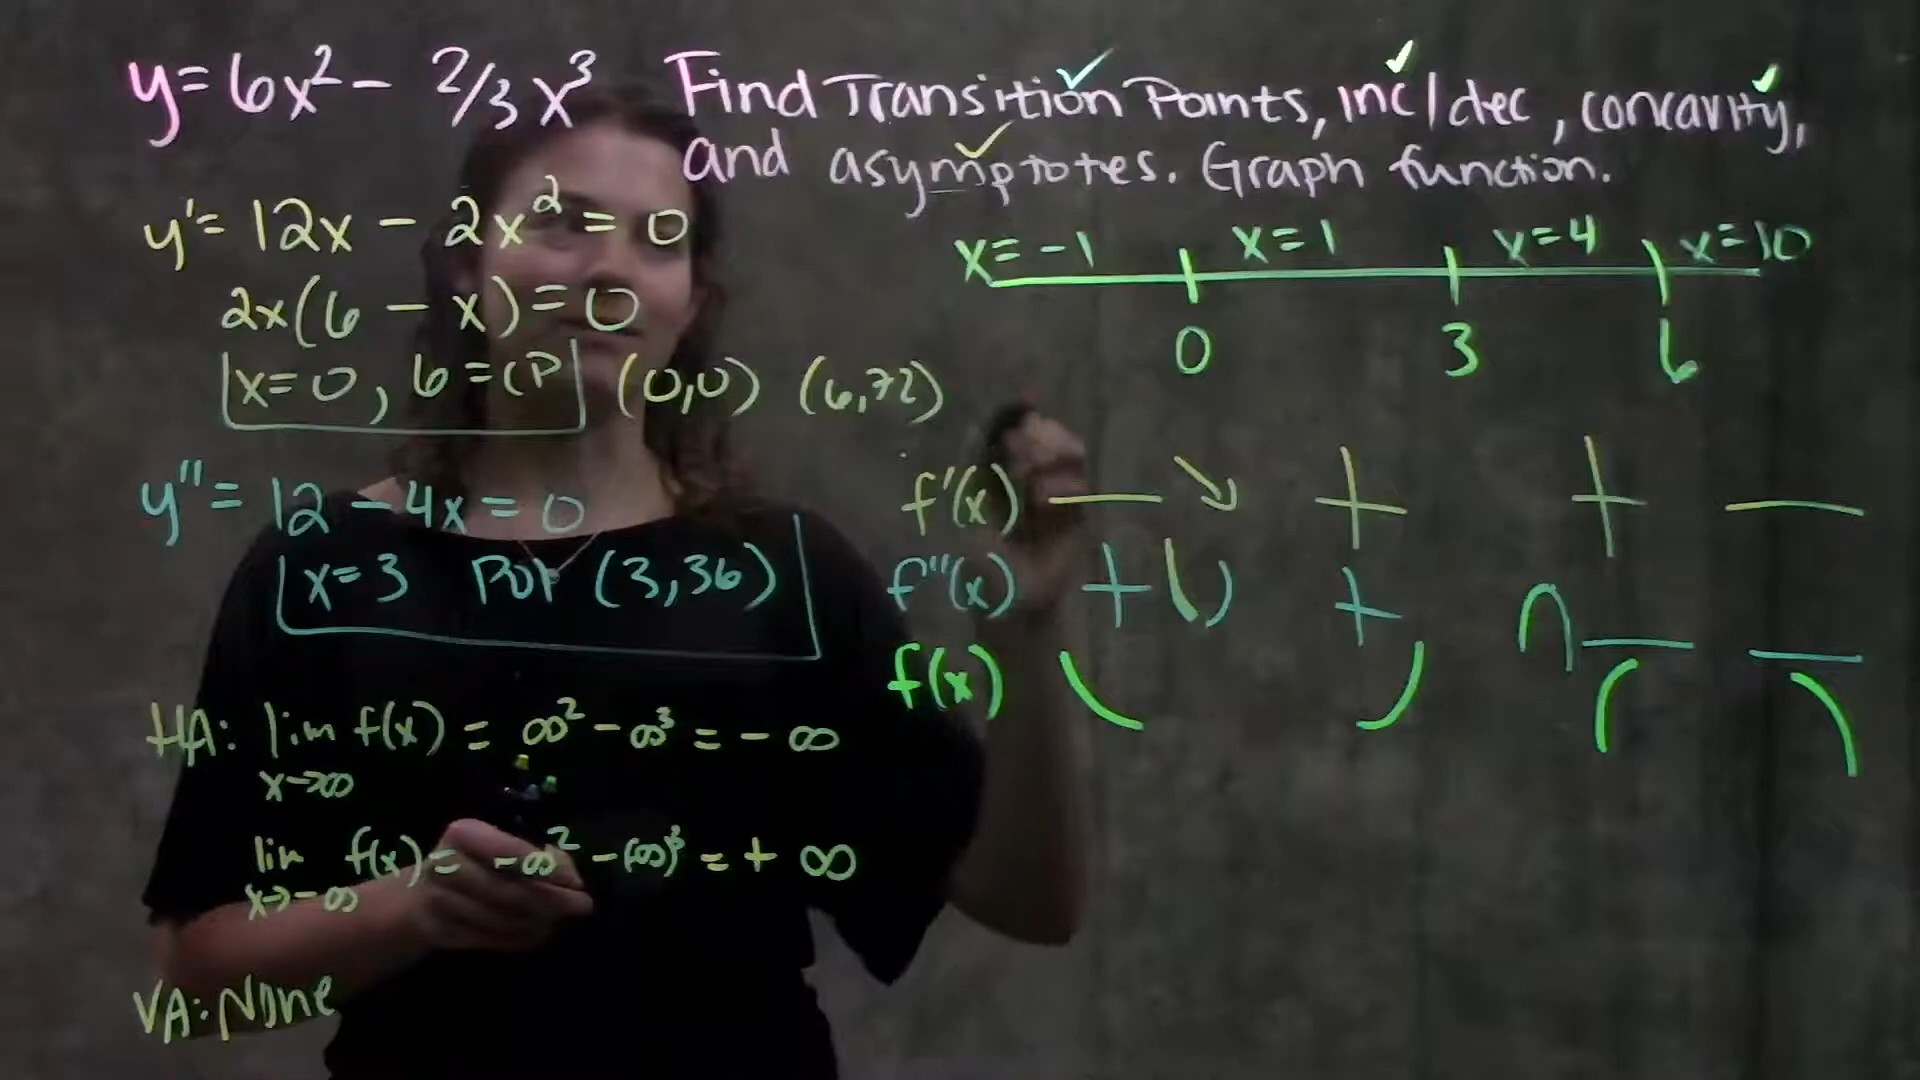 y=6x²- 2/3x³
Find Transition Points, inc/dec, concavity,
and asymptotes. Graph function.
y'= 12x - 2x² = 0
2x(6 - x)=0
x=0, 6 =CP (0,0) (6,72)
y''= 12 - 4x = 0
x=3 POI (3,36)
HA: lim f(x) = ∞² - ∞³ = - ∞
x→∞
lim f(x)= -∞² -(∞)³ = + ∞
x→-∞
VA: None
x=-1 x=1 x=4 x=10
0 3 6
f'(x) — ↘ + + —
f''(x) + + — —
f(x)